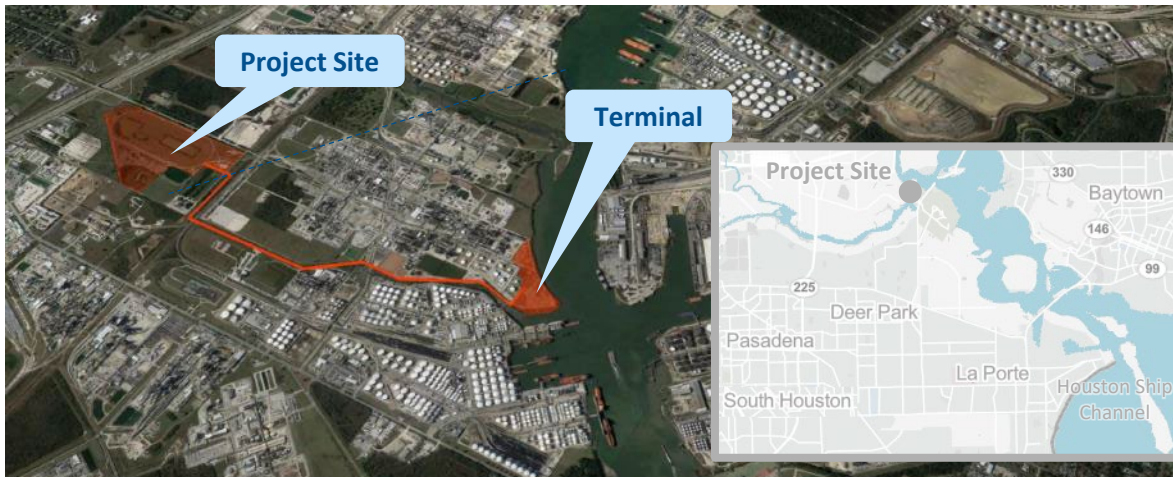 Project Site
Terminal
Project Site
330
Baytown
146
99
225
Deer Park
Pasadena
La Porte
South Houston
Houston Ship
Channel